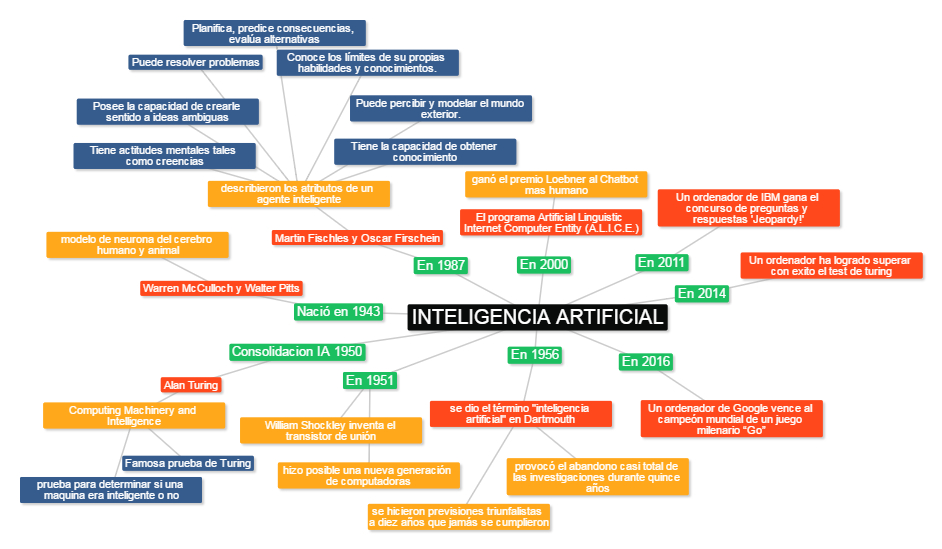 Planifica, predice consecuencias,
evalúa alternativas
Puede resolver problemas
Conoce los límites de su propias
habilidades y conocimientos.
Posee la capacidad de crearle
sentido a ideas ambiguas
Puede percibir y modelar el mundo
exterior.
Tiene actitudes mentales tales
como creencias
Tiene la capacidad de obtener
conocimiento
describieron los atributos de un
agente inteligente
Martin Fischles y Oscar Firschein
En 1987
ganó el premio Loebner al Chatbot
mas humano
El programa Artificial Linguistic
Internet Computer Entity (A.L.I.C.E.)
En 2000
Un ordenador de IBM gana el
concurso de preguntas y
respuestas 'Jeopardy!'
En 2011
Un ordenador ha logrado superar
con exito el test de turing
En 2014
modelo de neurona del cerebro
humano y animal
Warren McCulloch y Walter Pitts
Nació en 1943
INTELIGENCIA ARTIFICIAL
Consolidacion IA 1950
Alan Turing
Computing Machinery and
Intelligence
Famosa prueba de Turing
prueba para determinar si una
maquina era inteligente o no
En 1951
William Shockley inventa el
transistor de unión
hizo posible una nueva generación
de computadoras
En 1956
se dio el término "inteligencia
artificial" en Dartmouth
provocó el abandono casi total de
las investigaciones durante quince
años
se hicieron previsiones triunfalistas
a diez años que jamás se cumplieron
En 2016
Un ordenador de Google vence al
campeón mundial de un juego
milenario “Go”